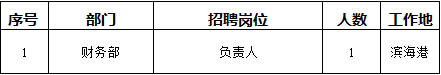 序号 部门 招聘岗位 人数 工作地
1 财务部 负责人 1 滨海港